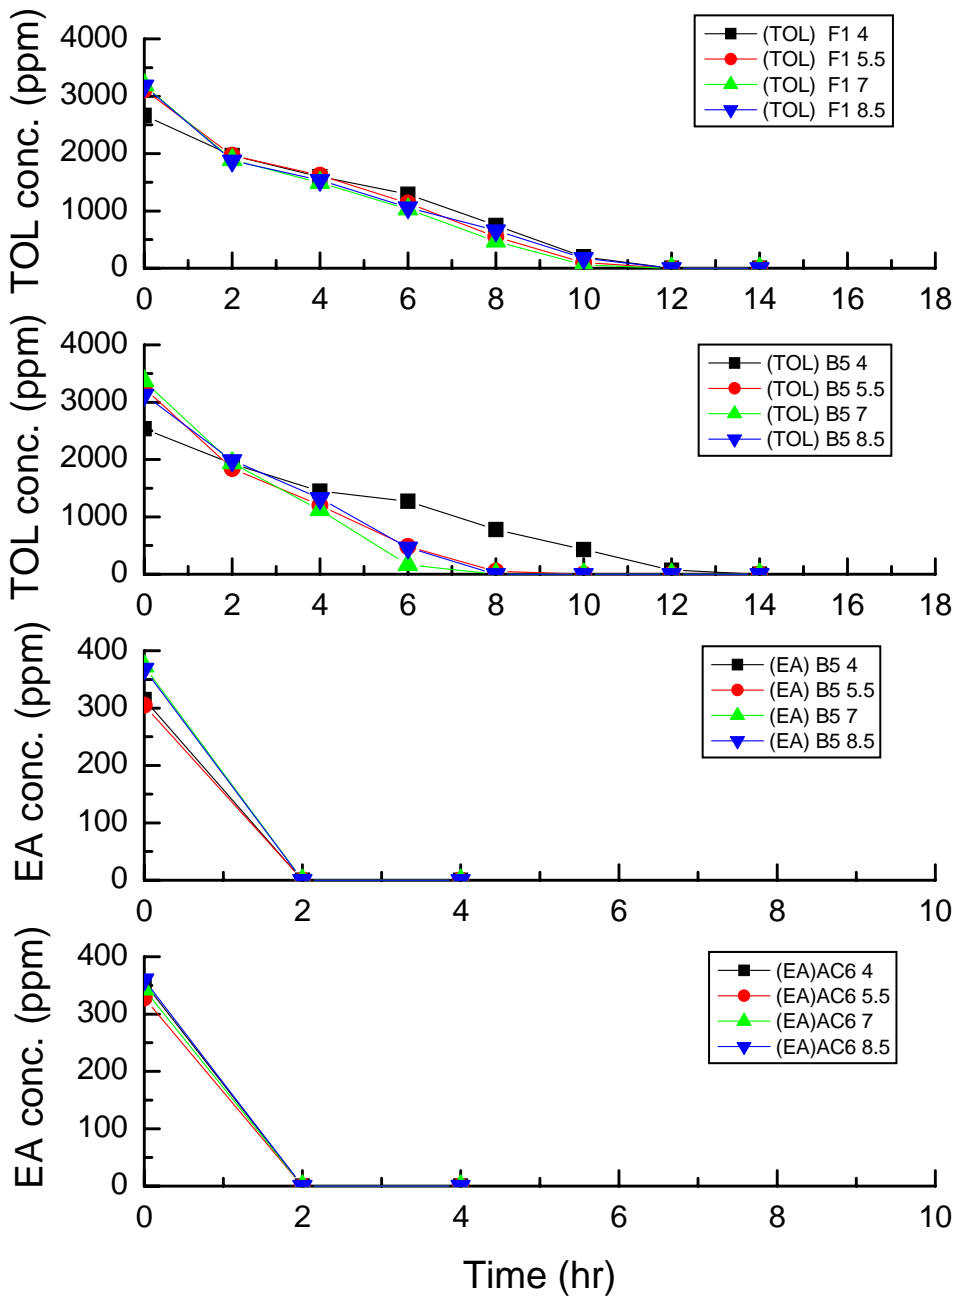 TOL conc. (ppm)
4000
3000
2000
1000
0
0 2 4 6 8 10 12 14 16 18
(TOL) F1 4
(TOL) F1 5.5
(TOL) F1 7
(TOL) F1 8.5
TOL conc. (ppm)
4000
3000
2000
1000
0
0 2 4 6 8 10 12 14 16 18
(TOL) B5 4
(TOL) B5 5.5
(TOL) B5 7
(TOL) B5 8.5
EA conc. (ppm)
400
300
200
100
0
0 2 4 6 8 10
(EA) B5 4
(EA) B5 5.5
(EA) B5 7
(EA) B5 8.5
EA conc. (ppm)
400
300
200
100
0
0 2 4 6 8 10
(EA)AC6 4
(EA)AC6 5.5
(EA)AC6 7
(EA)AC6 8.5
Time (hr)